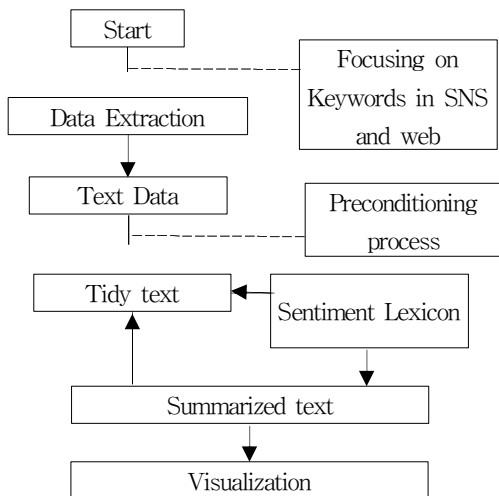 Start
Focusing on
Keywords in SNS
and web
Data Extraction
Text Data
Preconditioning
process
Tidy text
Sentiment Lexicon
Summarized text
Visualization